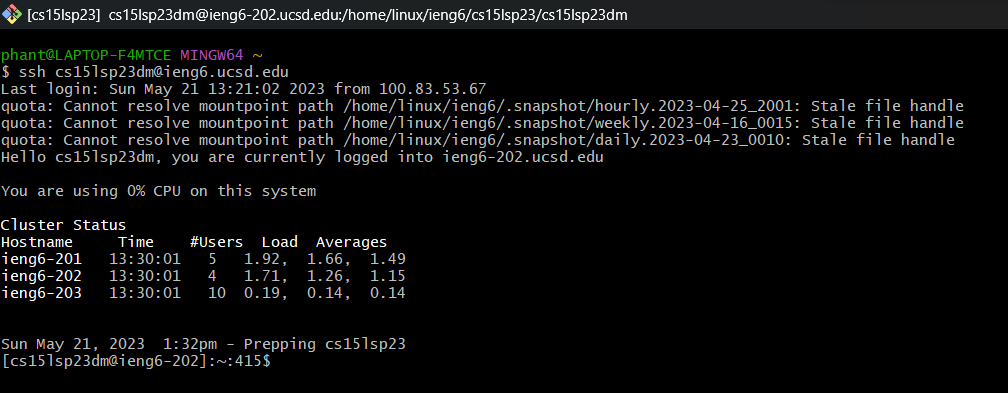 [cs15lsp23] cs15lsp23dm@ieng6-202.ucsd.edu:/home/linux/ieng6/cs15lsp23/cs15lsp23dm
phant@LAPTOP-F4MTCE MINGW64 ~
$ ssh cs15lsp23dm@ieng6.ucsd.edu
Last login: Sun May 21 13:21:02 2023 from 100.83.53.67
quota: Cannot resolve mountpoint path /home/linux/ieng6/.snapshot/hourly.2023-04-25_2001: Stale file handle
quota: Cannot resolve mountpoint path /home/linux/ieng6/.snapshot/weekly.2023-04-16_0015: Stale file handle
quota: Cannot resolve mountpoint path /home/linux/ieng6/.snapshot/daily.2023-04-23_0010: Stale file handle
Hello cs15lsp23dm, you are currently logged into ieng6-202.ucsd.edu
You are using 0% CPU on this system
Cluster Status
Hostname     Time    #Users  Load  Averages
ieng6-201   13:30:01   5  1.92,  1.66,  1.49
ieng6-202   13:30:01   4  1.71,  1.26,  1.15
ieng6-203   13:30:01   10  0.19,  0.14,  0.14
Sun May 21, 2023  1:32pm - Prepping cs15lsp23
[cs15lsp23dm@ieng6-202]:~:415$